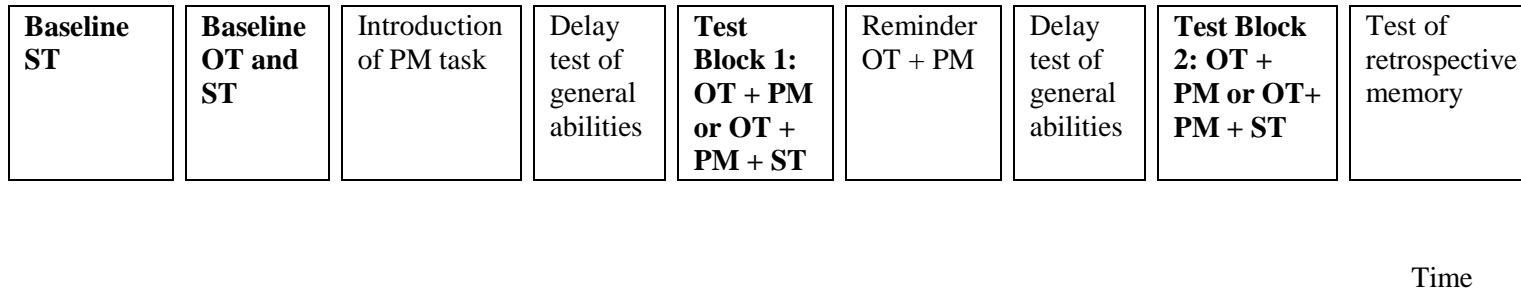 Baseline
ST
Baseline
OT and
ST
Introduction
of PM task
Delay
test of
general
abilities
Test
Block 1:
OT + PM
or OT +
PM + ST
Reminder
OT + PM
Delay
test of
general
abilities
Test Block
2: OT +
PM or OT+
PM + ST
Test of
retrospective
memory
Time